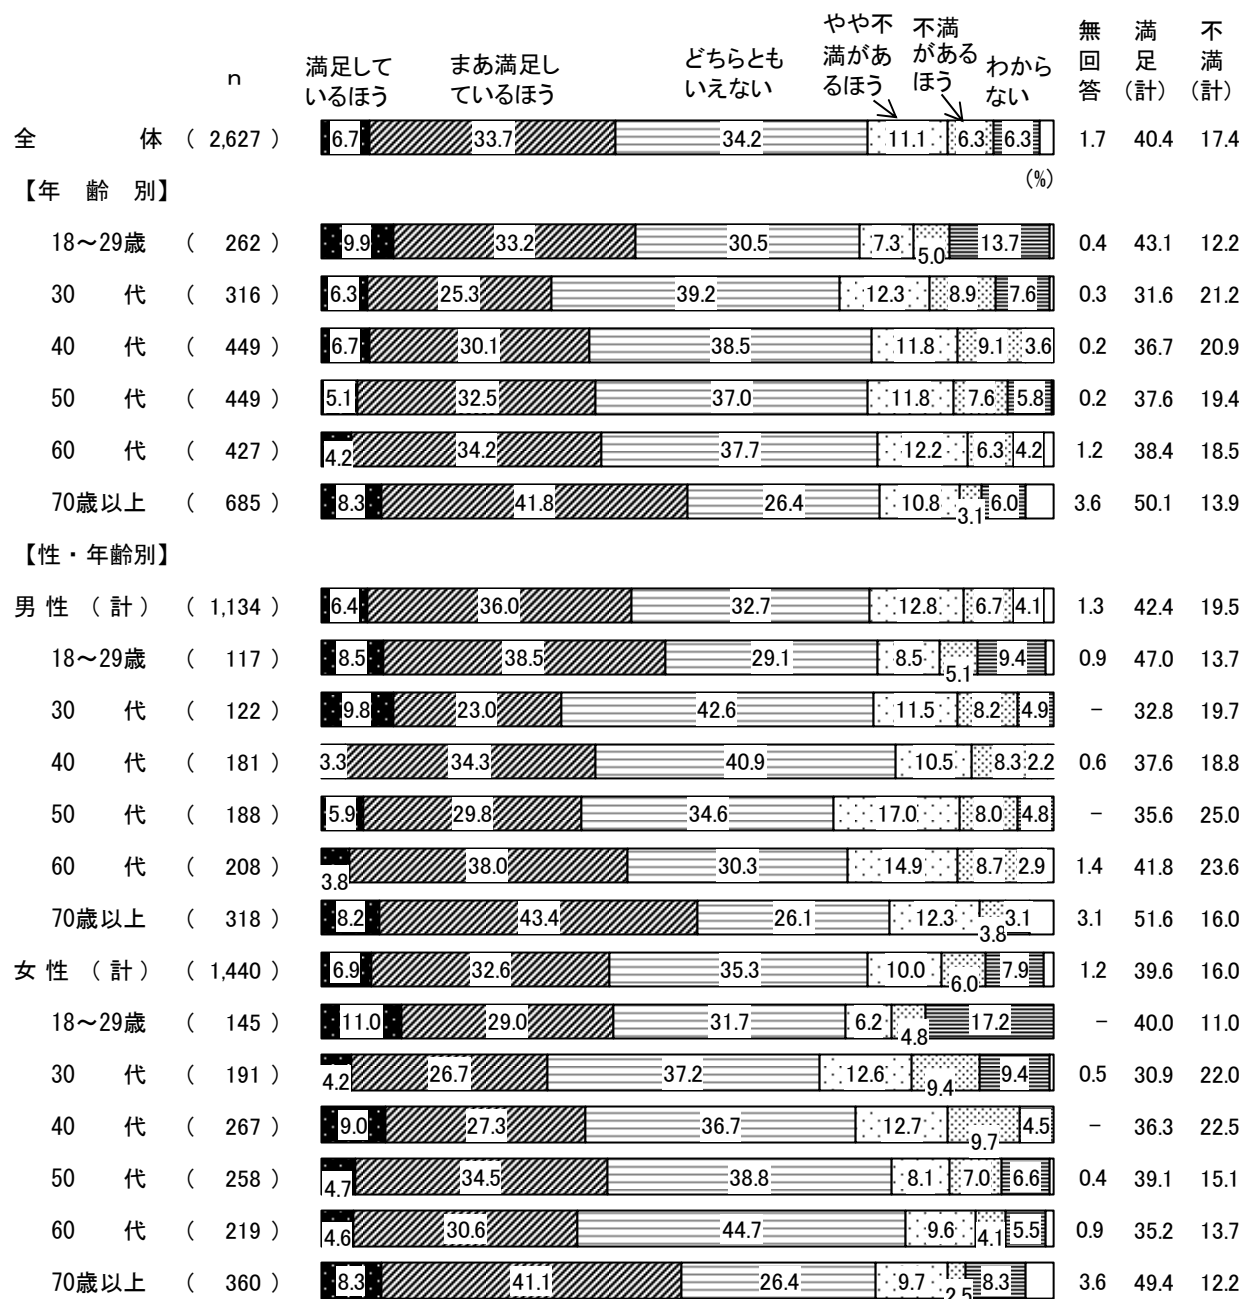 n 満足して いるほう まあ満足し ているほう どちらとも いえない やや不 満があ るほう 不満 がある ほう わから ない 無回答 満足（計） 不満（計）
全体 （ 2,627 ） 6.7 33.7 34.2 11.1 6.3 6.3 1.7 40.4 17.4
(%)
【年齢別】
18～29歳 （ 262 ） 9.9 33.2 30.5 7.3 5.0 13.7 0.4 43.1 12.2
30代 （ 316 ） 6.3 25.3 39.2 12.3 8.9 7.6 0.3 31.6 21.2
40代 （ 449 ） 6.7 30.1 38.5 11.8 9.1 3.6 0.2 36.7 20.9
50代 （ 449 ） 5.1 32.5 37.0 11.8 7.6 5.8 0.2 37.6 19.4
60代 （ 427 ） 4.2 34.2 37.7 12.2 6.3 4.2 1.2 38.4 18.5
70歳以上 （ 685 ） 8.3 41.8 26.4 10.8 3.1 6.0 3.6 50.1 13.9
【性・年齢別】
男性（計） （ 1,134 ） 6.4 36.0 32.7 12.8 6.7 4.1 1.3 42.4 19.5
18～29歳 （ 117 ） 8.5 38.5 29.1 8.5 5.1 9.4 0.9 47.0 13.7
30代 （ 122 ） 9.8 23.0 42.6 11.5 8.2 4.9 － 32.8 19.7
40代 （ 181 ） 3.3 34.3 40.9 10.5 8.3 2.2 0.6 37.6 18.8
50代 （ 188 ） 5.9 29.8 34.6 17.0 8.0 4.8 － 35.6 25.0
60代 （ 208 ） 3.8 38.0 30.3 14.9 8.7 2.9 1.4 41.8 23.6
70歳以上 （ 318 ） 8.2 43.4 26.1 12.3 3.8 3.1 3.1 51.6 16.0
女性（計） （ 1,440 ） 6.9 32.6 35.3 10.0 6.0 7.9 1.2 39.6 16.0
18～29歳 （ 145 ） 11.0 29.0 31.7 6.2 4.8 17.2 － 40.0 11.0
30代 （ 191 ） 4.2 26.7 37.2 12.6 9.4 9.4 0.5 30.9 22.0
40代 （ 267 ） 9.0 27.3 36.7 12.7 9.7 4.5 － 36.3 22.5
50代 （ 258 ） 4.7 34.5 38.8 8.1 7.0 6.6 0.4 39.1 15.1
60代 （ 219 ） 4.6 30.6 44.7 9.6 4.1 5.5 0.9 35.2 13.7
70歳以上 （ 360 ） 8.3 41.1 26.4 9.7 2.5 8.3 3.6 49.4 12.2